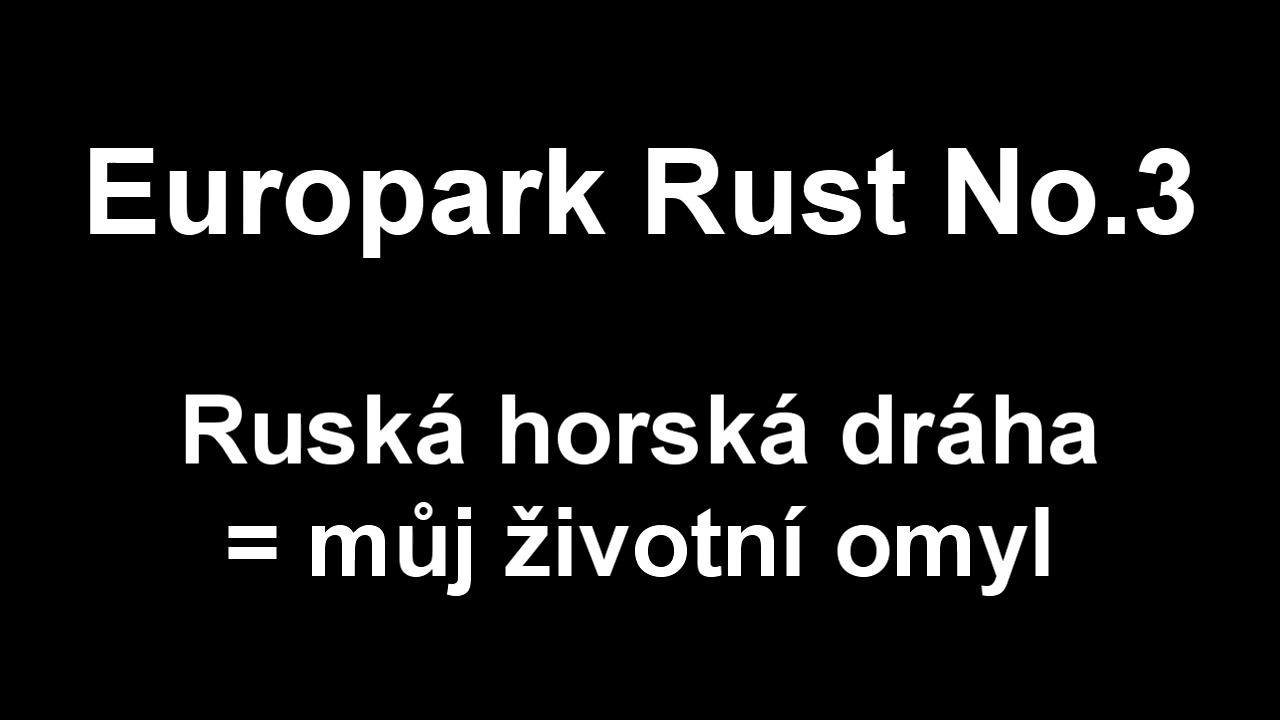 Europark Rust No.3
Ruská horská dráha
= můj životní omyl